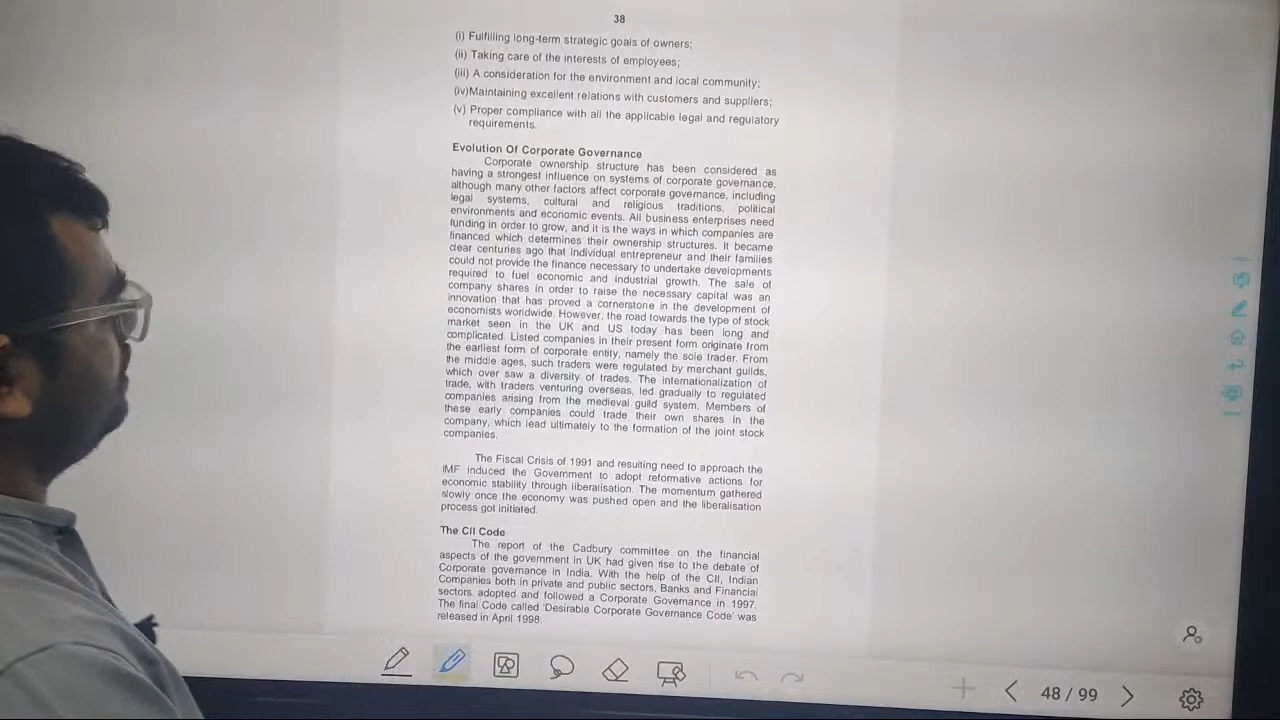 38
(i) Fulfilling long-term strategic goals of owners;
(ii) Taking care of the interests of employees;
(iii) A consideration for the environment and local community;
(iv)Maintaining excellent relations with customers and suppliers;
(v) Proper compliance with all the applicable legal and regulatory
requirements.
Evolution Of Corporate Governance
Corporate ownership structure has been considered as
having a strongest influence on systems of corporate governance,
although many other factors affect corporate governance, including
legal systems, cultural and religious traditions, political
environments and economic events. All business enterprises need
funding in order to grow, and it is the ways in which companies are
financed which determines their ownership structures. It became
clear centuries ago that individual entrepreneur and their families
could not provide the finance necessary to undertake developments
required to fuel economic and industrial growth. The sale of
company shares in order to raise the necessary capital was an
innovation that has proved a cornerstone in the development of
economists worldwide. However, the road towards the type of stock
market seen in the UK and US today has been long and
complicated. Listed companies in their present form originate from
the earliest form of corporate entity, namely the sole trader. From
the middle ages, such traders were regulated by merchant guilds,
which over saw a diversity of trades. The internationalization of
trade, with traders venturing overseas, led gradually to regulated
companies arising from the medieval guild system. Members of
these early companies could trade their own shares in the
company, which lead ultimately to the formation of the joint stock
companies.
The Fiscal Crisis of 1991 and resulting need to approach the
IMF induced the Government to adopt reformative actions for
economic stability through liberalisation. The momentum gathered
slowly once the economy was pushed open and the liberalisation
process got initiated.
The CII Code
The report of the Cadbury committee on the financial
aspects of the government in UK had given rise to the debate of
Corporate governance in India. With the help of the CII, Indian
Companies both in private and public sectors, Banks and Financial
sectors adopted and followed a Corporate Governance in 1997.
The final Code called 'Desirable Corporate Governance Code' was
released in April 1998.
48 / 99